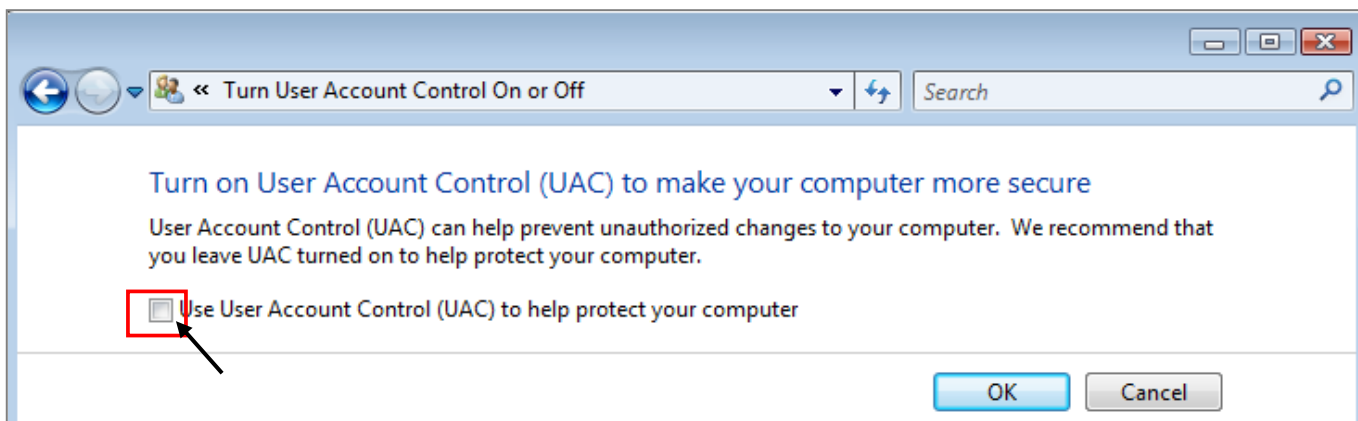 « Turn User Account Control On or Off
Search
Turn on User Account Control (UAC) to make your computer more secure
User Account Control (UAC) can help prevent unauthorized changes to your computer. We recommend that
you leave UAC turned on to help protect your computer.
Use User Account Control (UAC) to help protect your computer
OK Cancel